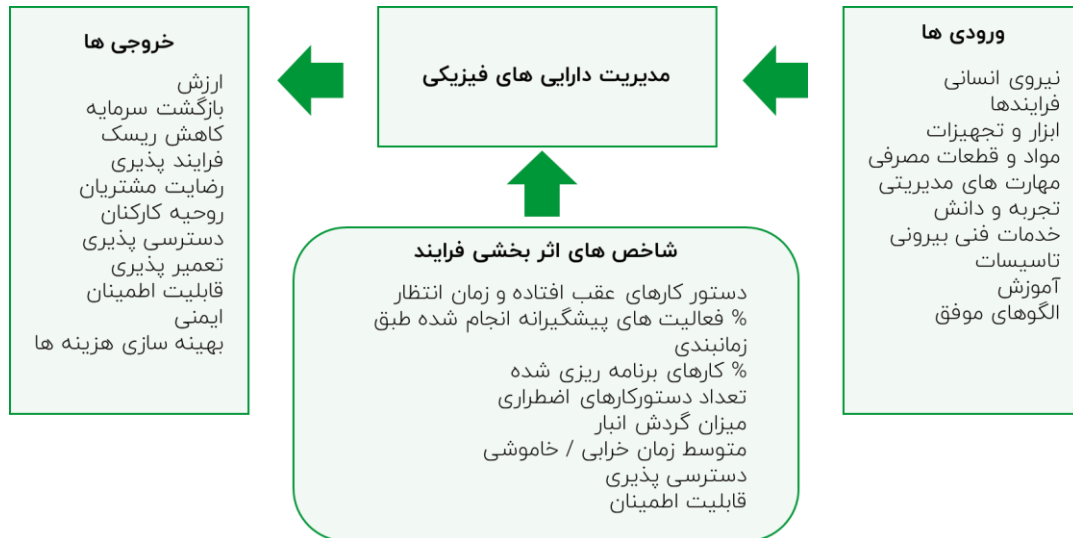 ورودی ها
نیروی انسانی
فرایندها
ابزار و تجهیزات
مواد و قطعات مصرفی
مهارت های مدیریتی
تجربه و دانش
خدمات فنی بیرونی
تاسیسات
آموزش
الگوهای موفق
مدیریت دارایی های فیزیکی
خروجی ها
ارزش
بازگشت سرمایه
کاهش ریسک
فرایند پذیری
رضایت مشتریان
روحیه کارکنان
دسترسی پذیری
تعمیر پذیری
قابلیت اطمینان
ایمنی
بهینه سازی هزینه ها
شاخص های اثر بخشی فرایند
دستور کارهای عقب افتاده و زمان انتظار
% فعالیت های پیشگیرانه انجام شده طبق
زمانبندی
% کارهای برنامه ریزی شده
تعداد دستورکارهای اضطراری
میزان گردش انبار
متوسط زمان خرابی / خاموشی
دسترسی پذیری
قابلیت اطمینان